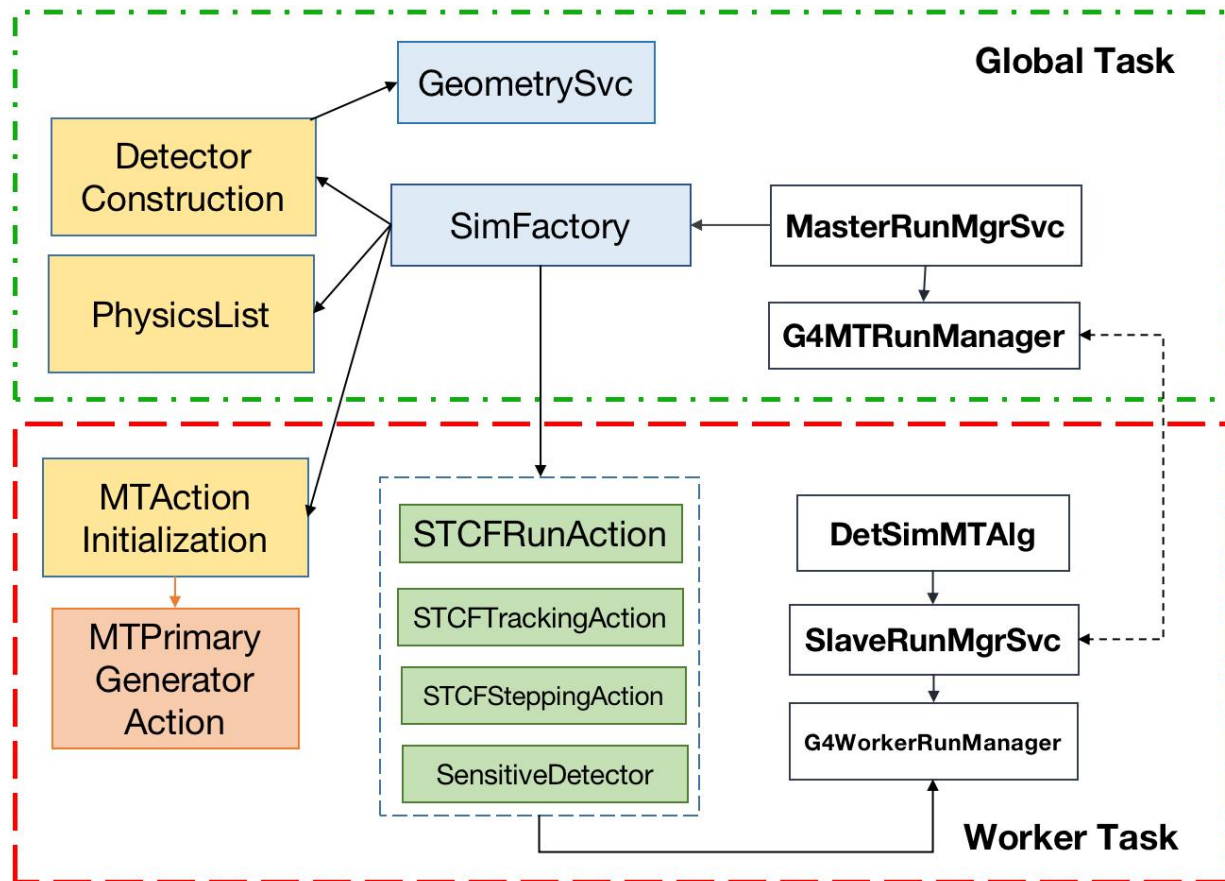 Global Task
GeometrySvc
Detector
Construction
SimFactory
MasterRunMgrSvc
PhysicsList
G4MTRunManager
MTAction
Initialization
STCFRunAction
DetSimMTAlg
STCFTrackingAction
SlaveRunMgrSvc
MTPrimary
Generator
Action
STCFSteppingAction
G4WorkerRunManager
SensitiveDetector
Worker Task